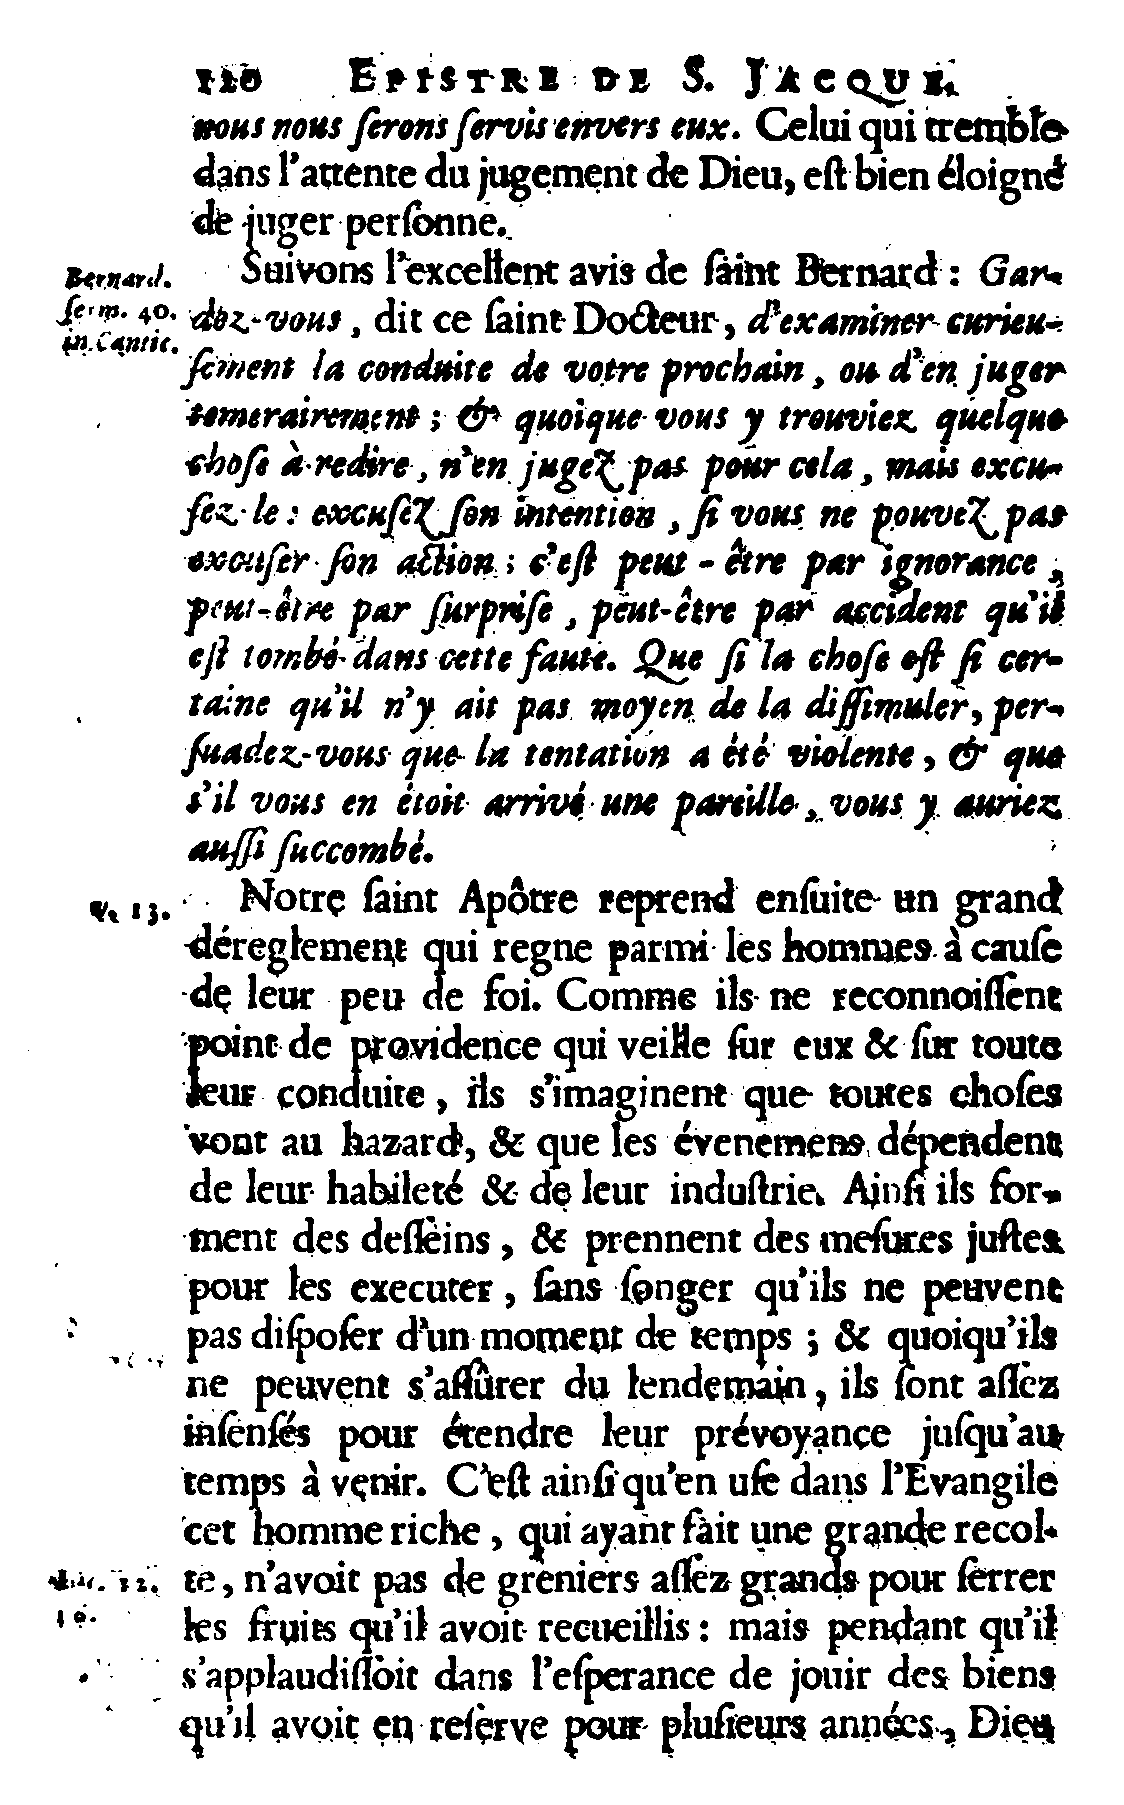 120 EPISTRE DE S. JACQUE.
nous nous serons servis envers eux. Celui qui tremble
dans l'attente du jugement de Dieu, est bien éloigné
de juger personne.
Suivons l'excellent avis de saint Bernard : Gar-
Bernard.
serm. 40.
in Cantic.
dez-vous, dit ce saint Docteur, d'examiner curieu-
sement la conduite de votre prochain, ou d'en juger
temerairement ; & quoique vous y trouviez quelque
chose à redire, n'en jugez pas pour cela, mais excu-
sez-le : excusez son intention, si vous ne pouvez pas
excuser son action ; c'est peut-être par ignorance,
peut-être par surprise, peut-être par accident qu'il
est tombé dans cette faute. Que si la chose est si cer-
taine qu'il n'y ait pas moyen de la dissimuler, per-
suadez-vous que la tentation a été violente, & que
s'il vous en étoit arrivé une pareille, vous y auriez
aussi succombé.
V. 13.
Notre saint Apôtre reprend ensuite un grand
déreglement qui regne parmi les hommes à cause
de leur peu de foi. Comme ils ne reconnoissent
point de providence qui veille sur eux & sur toute
leur conduite, ils s'imaginent que toutes choses
vont au hazard, & que les évenemens dépendent
de leur habileté & de leur industrie. Ainsi ils for-
ment des desseins, & prennent des mesures justes
pour les executer, sans songer qu'ils ne peuvent
pas disposer d'un moment de temps ; & quoiqu'ils
ne peuvent s'assûrer du lendemain, ils sont assez
insensés pour étendre leur prévoyance jusqu'au
temps à venir. C'est ainsi qu'en use dans l'Evangile
cet homme riche, qui ayant fait une grande recol-
12.
te, n'avoit pas de greniers assez grands pour serrer
les fruits qu'il avoit recueillis : mais pendant qu'il
s'applaudissoit dans l'esperance de jouir des biens
qu'il avoit en reserve pour plusieurs années, Dieu